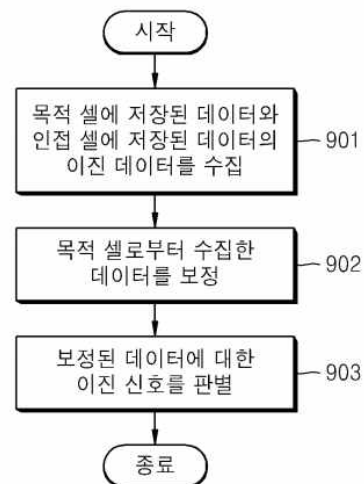 시작
목적 셀에 저장된 데이터와
인접 셀에 저장된 데이터의
이진 데이터를 수집
901
목적 셀로부터 수집한
데이터를 보정
902
보정된 데이터에 대한
이진 신호를 판별
903
종료